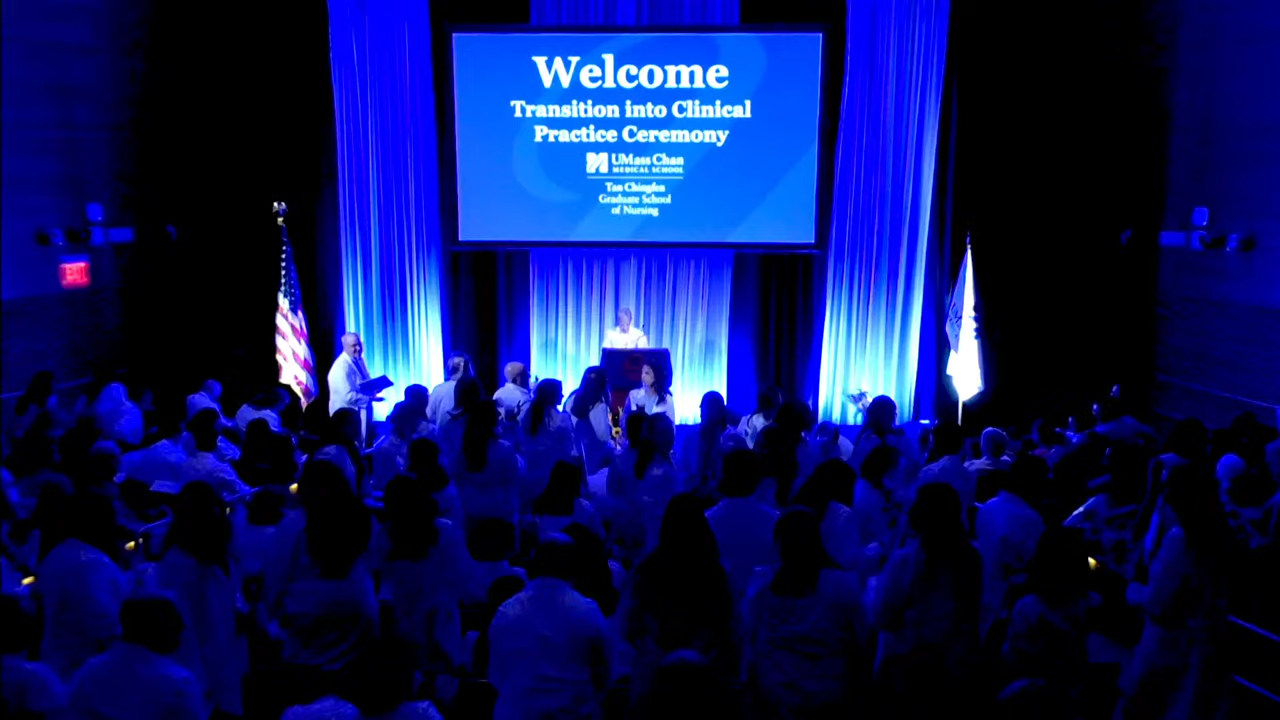 Welcome
Transition into Clinical
Practice Ceremony
UMass Chan
MEDICAL SCHOOL
Tan Chingfen
Graduate School
of Nursing
EXIT